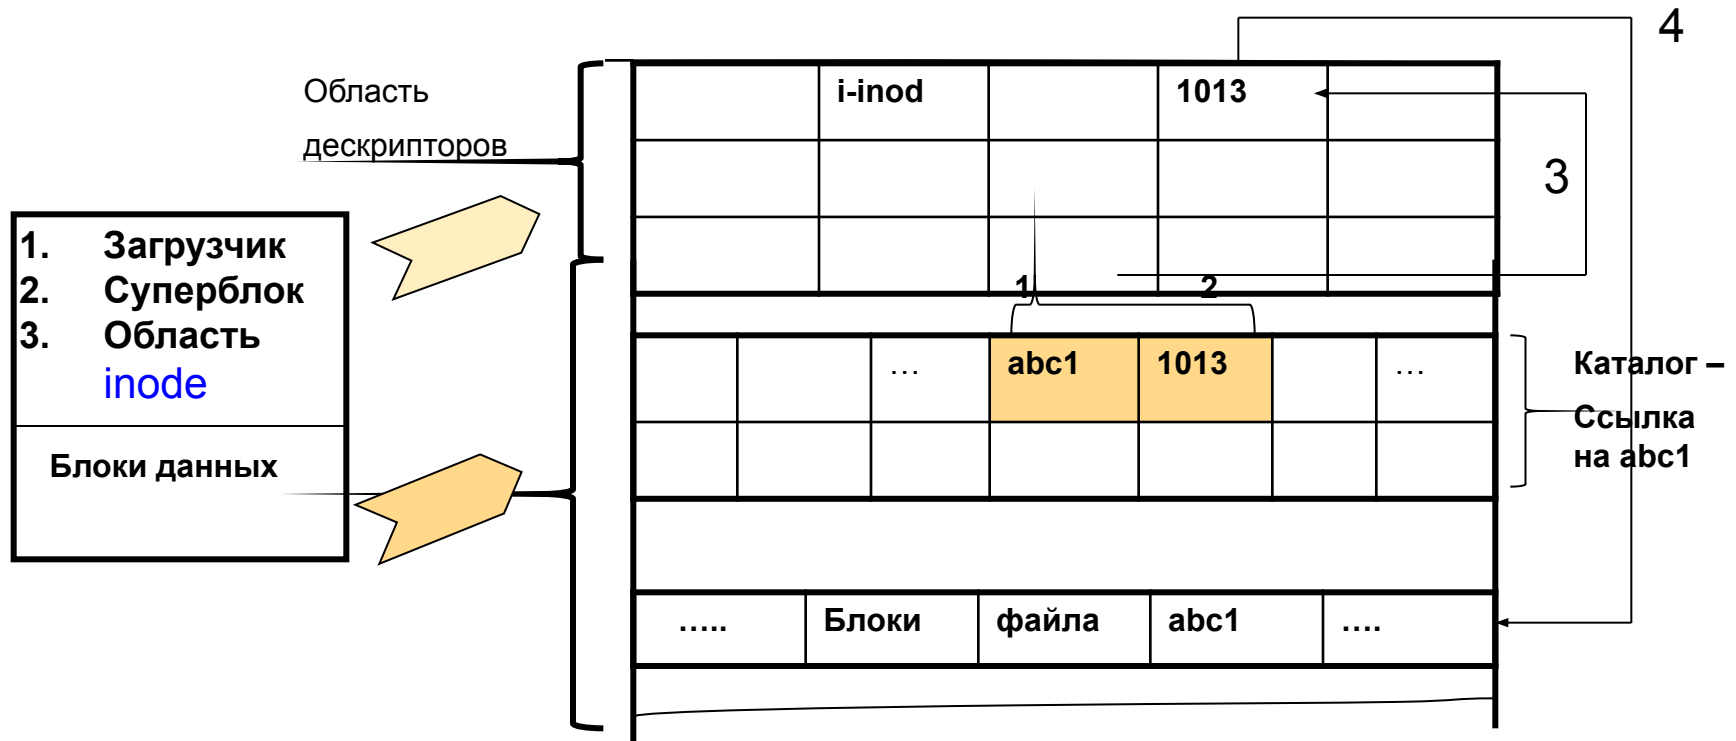 4
Область
дескрипторов
i-inod 1013
3
1. Загрузчик
2. Суперблок
3. Область
inode
Блоки данных
1 2
… abc1 1013 …
Каталог –
Ссылка
на abc1
….. Блоки файла abc1 ….